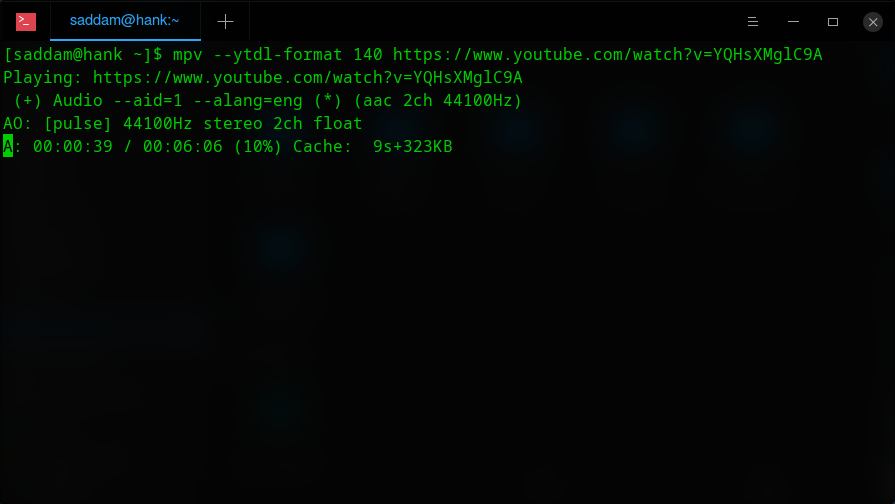 saddam@hank:~
[saddam@hank ~]$ mpv --ytdl-format 140 https://www.youtube.com/watch?v=YQHsXMglC9A
Playing: https://www.youtube.com/watch?v=YQHsXMglC9A
 (+) Audio --aid=1 --alang=eng (*) (aac 2ch 44100Hz)
AO: [pulse] 44100Hz stereo 2ch float
A: 00:00:39 / 00:06:06 (10%) Cache:  9s+323KB